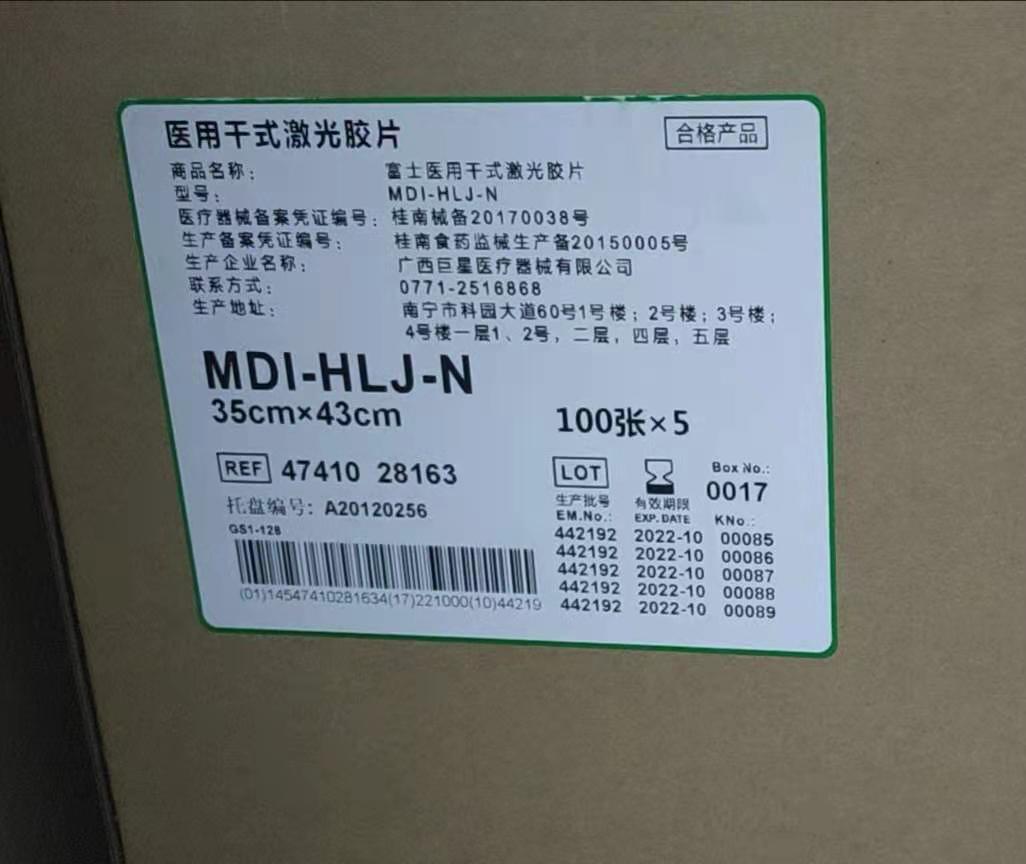 医用干式激光胶片
合格产品
商品名称： 富士医用干式激光胶片
型号： MDI-HLJ-N
医疗器械备案凭证编号：桂南械备20170038号
生产备案凭证编号： 桂南食药监械生产备20150005号
生产企业名称： 广西巨星医疗器械有限公司
联系方式： 0771-2516868
生产地址： 南宁市科园大道60号1号楼；2号楼；3号楼；
4号楼一层1、2号，二层，四层，五层
MDI-HLJ-N
35cm×43cm
100张×5
REF 47410 28163
托盘编号：A20120256
GS1-128
(01)14547410281634(17)221000(10)44219
LOT
生产批号 有效期限
Box No.:
0017
EM.No.: EXP.DATE KNo.:
442192 2022-10 00085
442192 2022-10 00086
442192 2022-10 00087
442192 2022-10 00088
442192 2022-10 00089